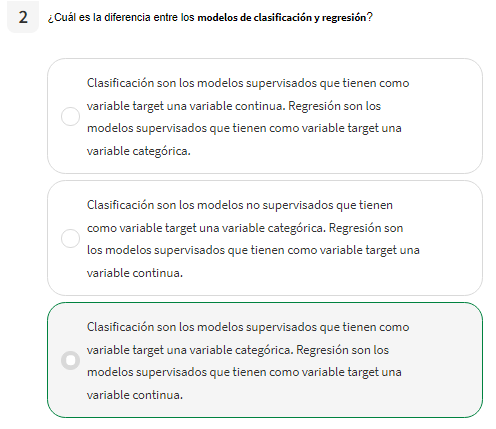 2 ¿Cuál es la diferencia entre los modelos de clasificación y regresión?
Clasificación son los modelos supervisados que tienen como
variable target una variable continua. Regresión son los
modelos supervisados que tienen como variable target una
variable categórica.
Clasificación son los modelos no supervisados que tienen
como variable target una variable categórica. Regresión son
los modelos supervisados que tienen como variable target una
variable continua.
Clasificación son los modelos supervisados que tienen como
variable target una variable categórica. Regresión son los
modelos supervisados que tienen como variable target una
variable continua.